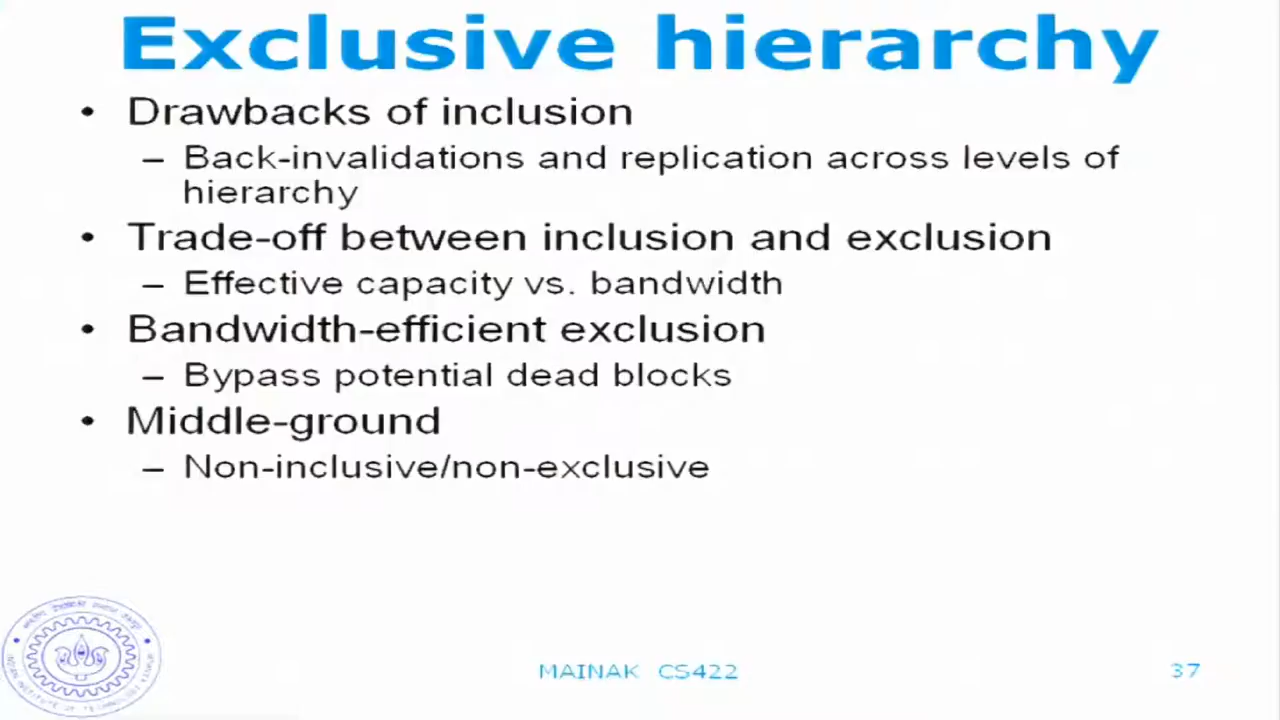 Exclusive hierarchy
• Drawbacks of inclusion
– Back-invalidations and replication across levels of
hierarchy
• Trade-off between inclusion and exclusion
– Effective capacity vs. bandwidth
• Bandwidth-efficient exclusion
– Bypass potential dead blocks
• Middle-ground
– Non-inclusive/non-exclusive
MAINAK CS422
37